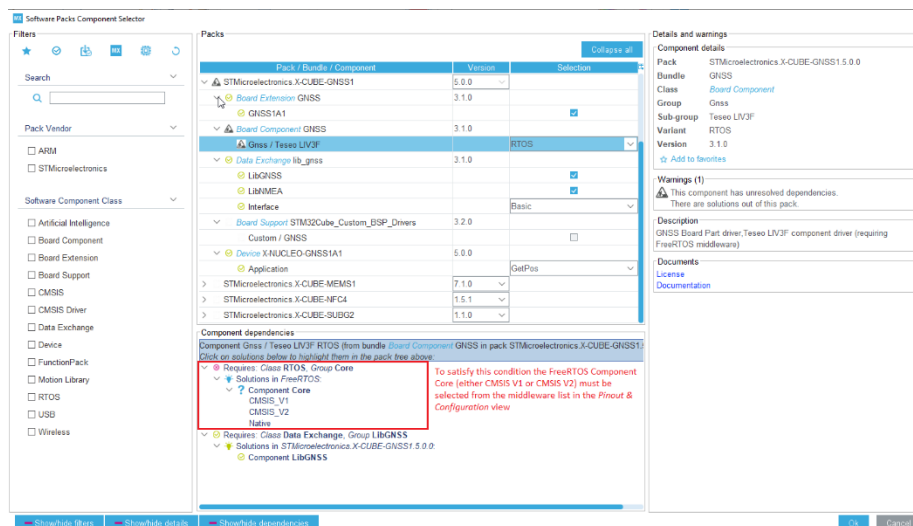 MX Software Packs Component Selector
Filters
Search
Pack Vendor
ARM
STMicroelectronics
Software Component Class
Artificial Intelligence
Board Component
Board Extension
Board Support
CMSIS
CMSIS Driver
Data Exchange
Device
FunctionPack
Motion Library
RTOS
USB
Wireless
Packs
Collapse all
Pack / Bundle / Component Version Selection
STMicroelectronics.X-CUBE-GNSS1 5.0.0
Board Extension GNSS 3.1.0
GNSS1A1
Board Component GNSS 3.1.0
Gnss / Teseo LIV3F RTOS
Data Exchange lib_gnss 3.1.0
LibGNSS
LibNMEA
Interface Basic
Board Support STM32Cube_Custom_BSP_Drivers 3.2.0
Custom / GNSS
Device X-NUCLEO-GNSS1A1 5.0.0
Application GetPos
STMicroelectronics.X-CUBE-MEMS1 7.1.0
STMicroelectronics.X-CUBE-NFC4 1.5.1
STMicroelectronics.X-CUBE-SUBG2 1.1.0
Component dependencies
Component Gnss / Teseo LIV3F RTOS (from bundle Board Component GNSS in pack STMicroelectronics.X-CUBE-GNSS1.5
Click on solutions below to highlight them in the pack tree above:
Requires: Class RTOS, Group Core
Solutions in FreeRTOS:
Component Core
CMSIS_V1
CMSIS_V2
Native
To satisfy this condition the FreeRTOS Component
Core (either CMSIS V1 or CMSIS V2) must be
selected from the middleware list in the Pinout &
Configuration view
Requires: Class Data Exchange, Group LibGNSS
Solutions in STMicroelectronics.X-CUBE-GNSS1.5.0.0:
Component LibGNSS
Details and warnings
Component details
Pack STMicroelectronics.X-CUBE-GNSS1.5.0.0
Bundle GNSS
Class Board Component
Group Gnss
Sub-group Teseo LIV3F
Variant RTOS
Version 3.1.0
Add to favorites
Warnings (1)
This component has unresolved dependencies.
There are solutions out of this pack.
Description
GNSS Board Part driver,Teseo LIV3F component driver (requiring
FreeRTOS middleware)
Documents
License
Documentation
Show/hide filters Show/hide details Show/hide dependencies
Ok Cancel